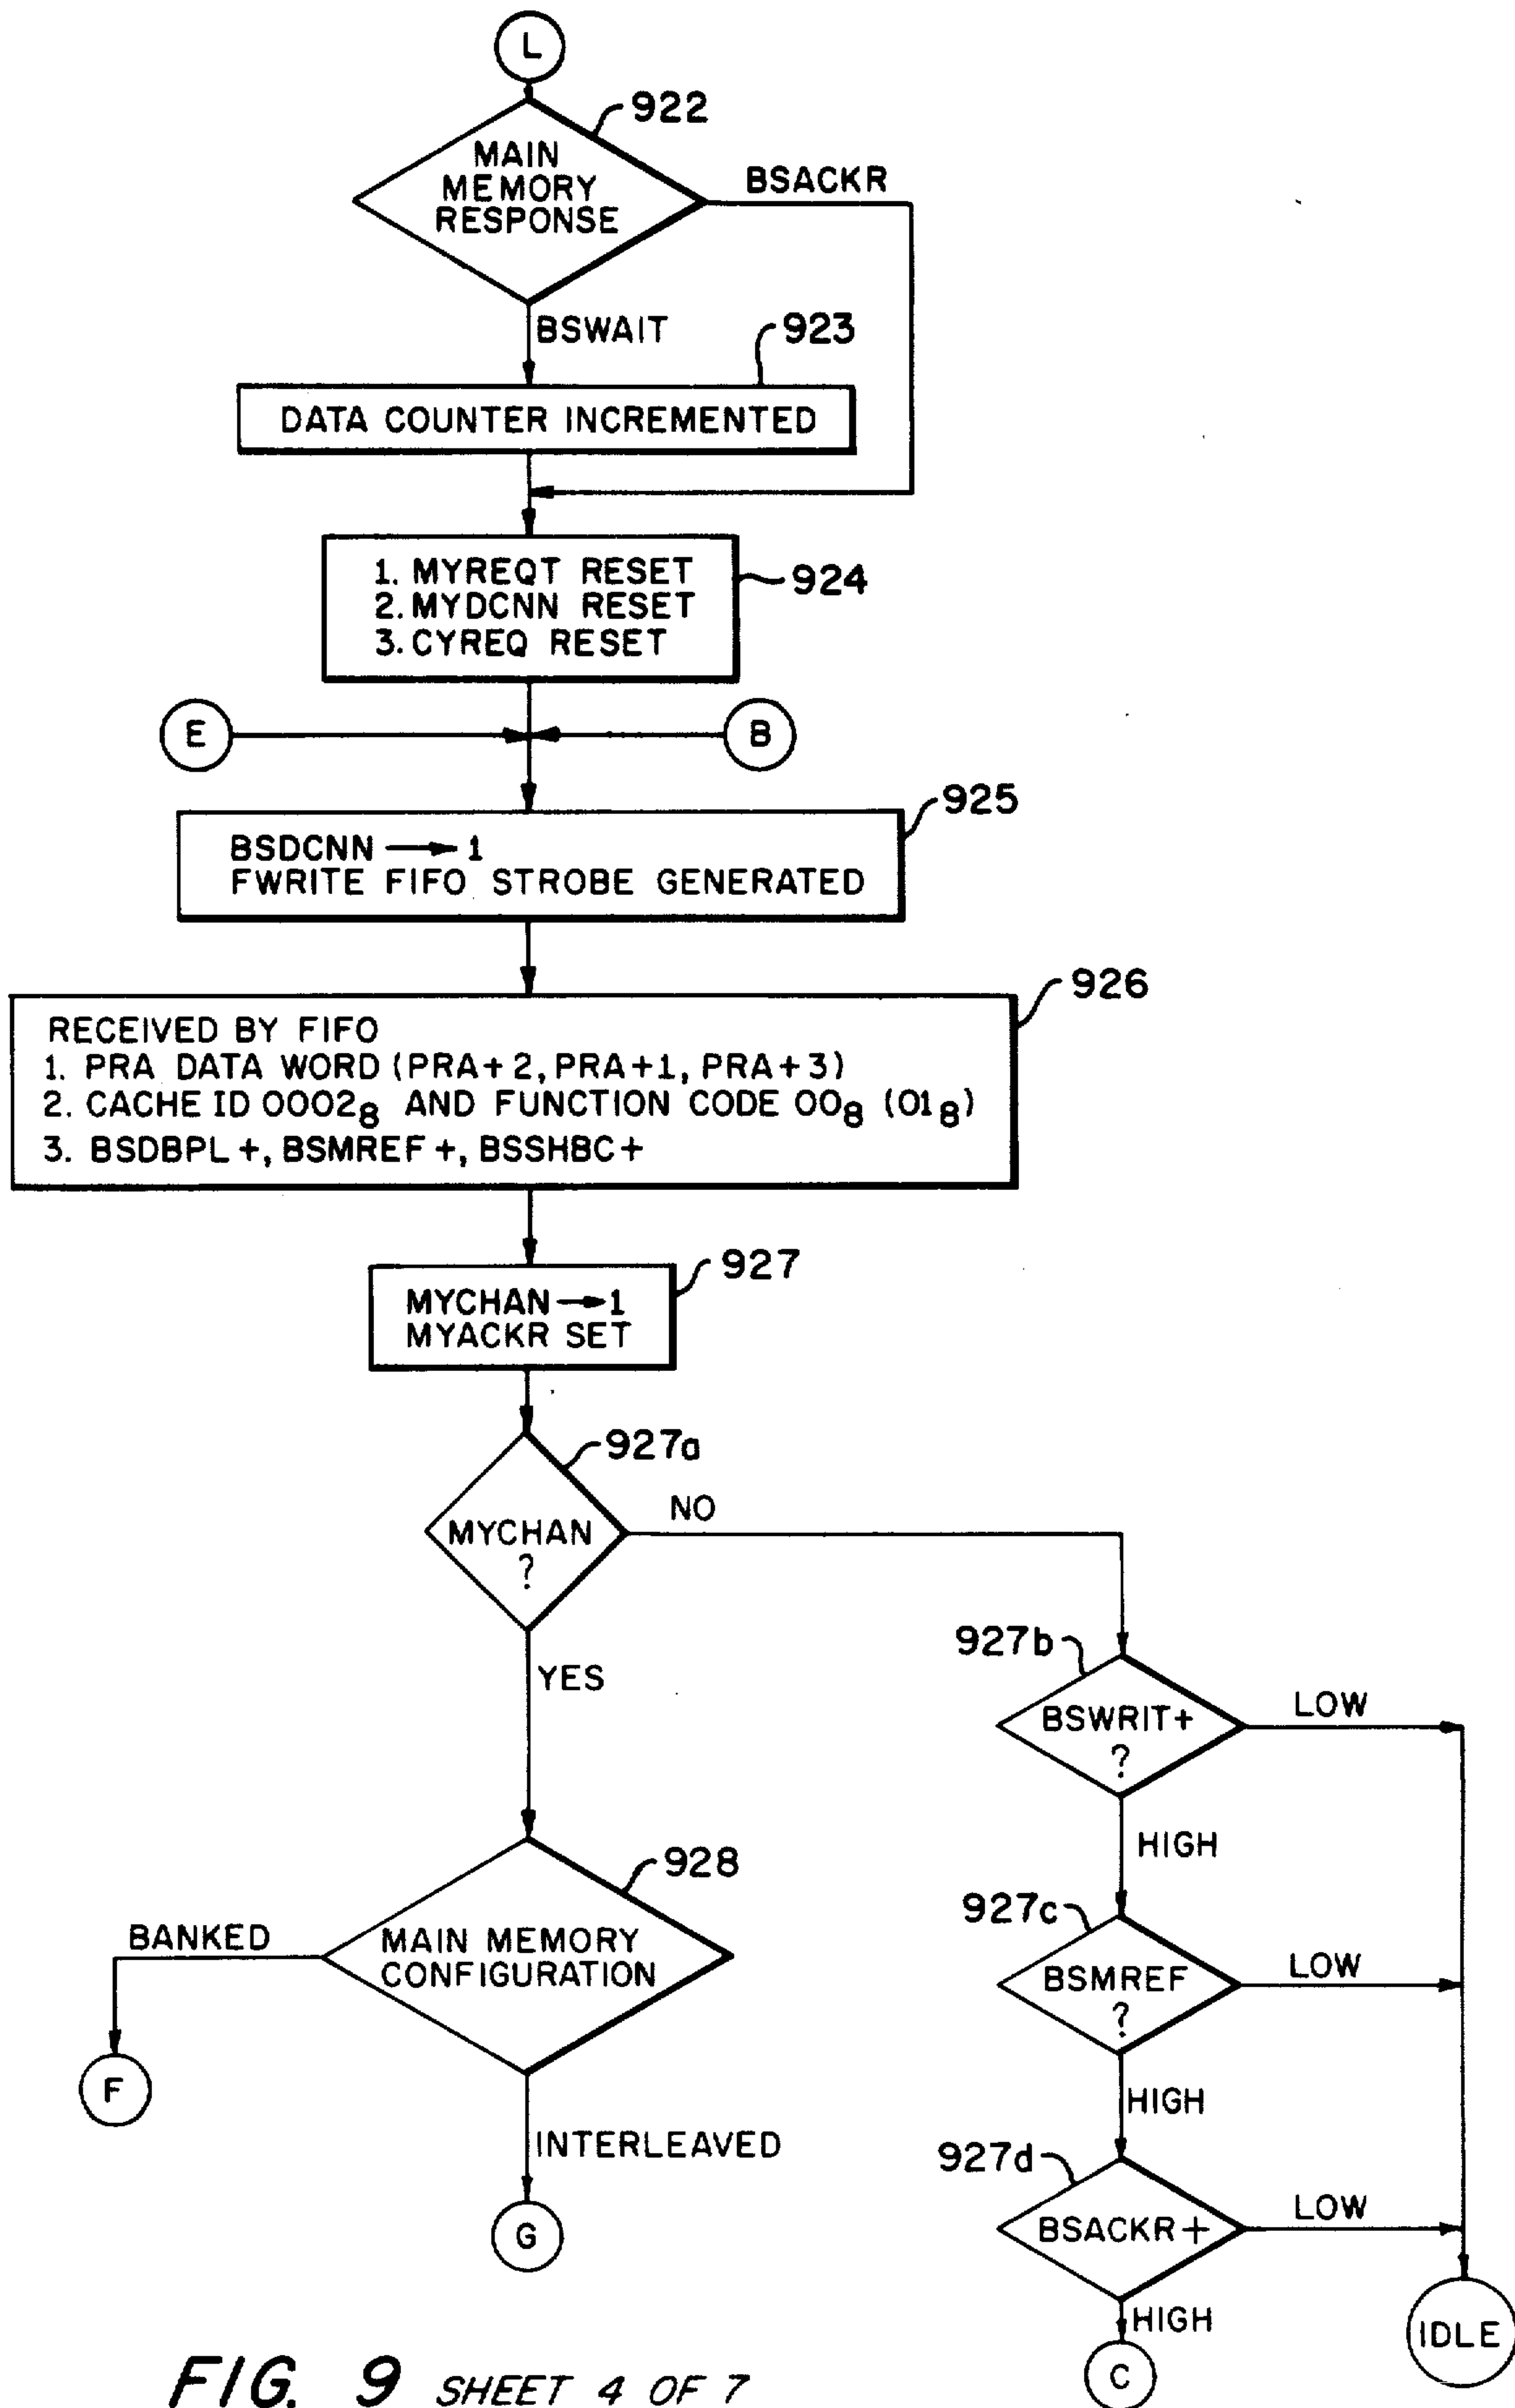 L
922
MAIN
MEMORY
RESPONSE
BSACKR
BSWAIT
923
DATA COUNTER INCREMENTED
1. MYREQT RESET
2. MYDCNN RESET
3. CYREQ RESET
924
E
B
925
BSDCNN → 1
FWRITE FIFO STROBE GENERATED
926
RECEIVED BY FIFO
1. PRA DATA WORD (PRA+2, PRA+1, PRA+3)
2. CACHE ID 0002₈ AND FUNCTION CODE 00₈ (01₈)
3. BSDBPL+, BSMREF+, BSSHBC+
927
MYCHAN → 1
MYACKR SET
927a
MYCHAN
?
NO
YES
927b
BSWRIT+
?
LOW
HIGH
928
MAIN MEMORY
CONFIGURATION
BANKED
F
INTERLEAVED
G
927c
BSMREF
?
LOW
HIGH
927d
BSACKR+
LOW
HIGH
C
IDLE
FIG. 9 SHEET 4 OF 7